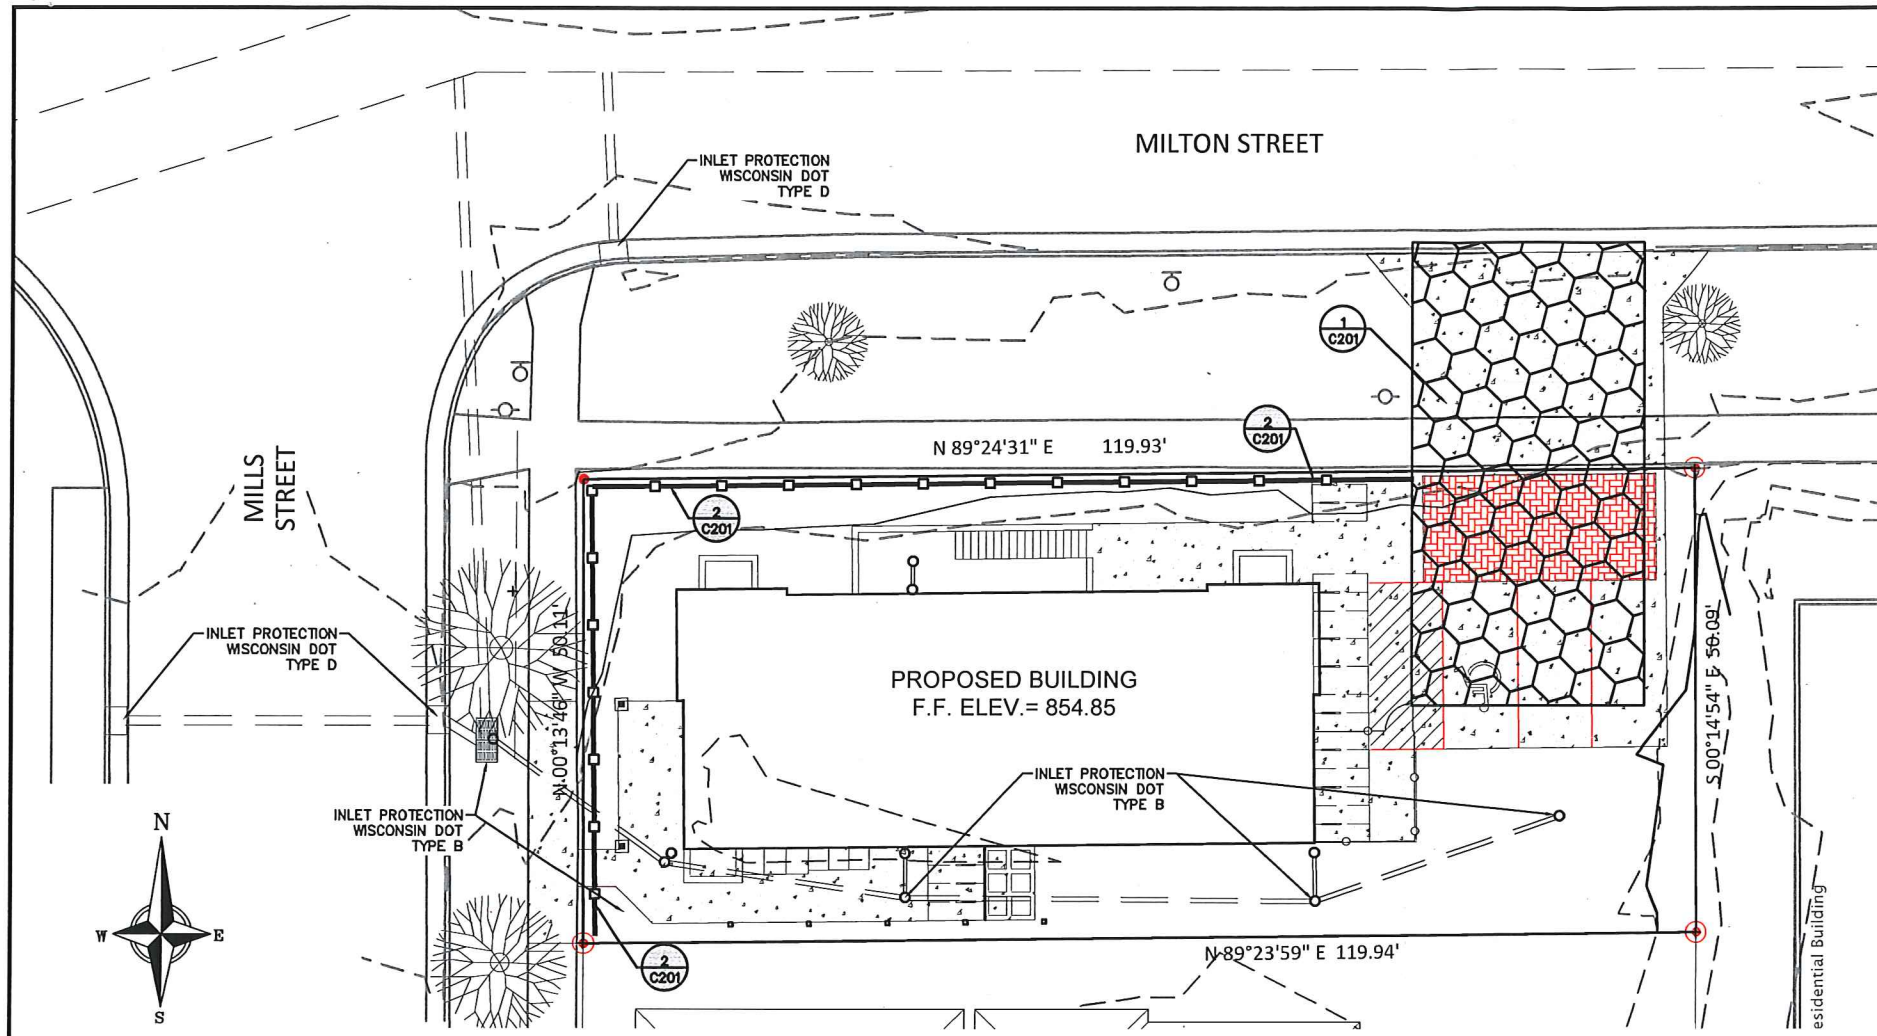 MILTON STREET
INLET PROTECTION
WISCONSIN DOT
TYPE D
1
C201
2
C201
N 89°24'31" E 119.93'
MILLS
STREET
2
C201
INLET PROTECTION
WISCONSIN DOT
TYPE D
N 00°13'46" W 50.11'
S 00°14'54" E 50.09'
PROPOSED BUILDING
F.F. ELEV.= 854.85
INLET PROTECTION
WISCONSIN DOT
TYPE B
INLET PROTECTION
WISCONSIN DOT
TYPE B
N
W
E
S
2
C201
N 89°23'59" E 119.94'
esidential Building